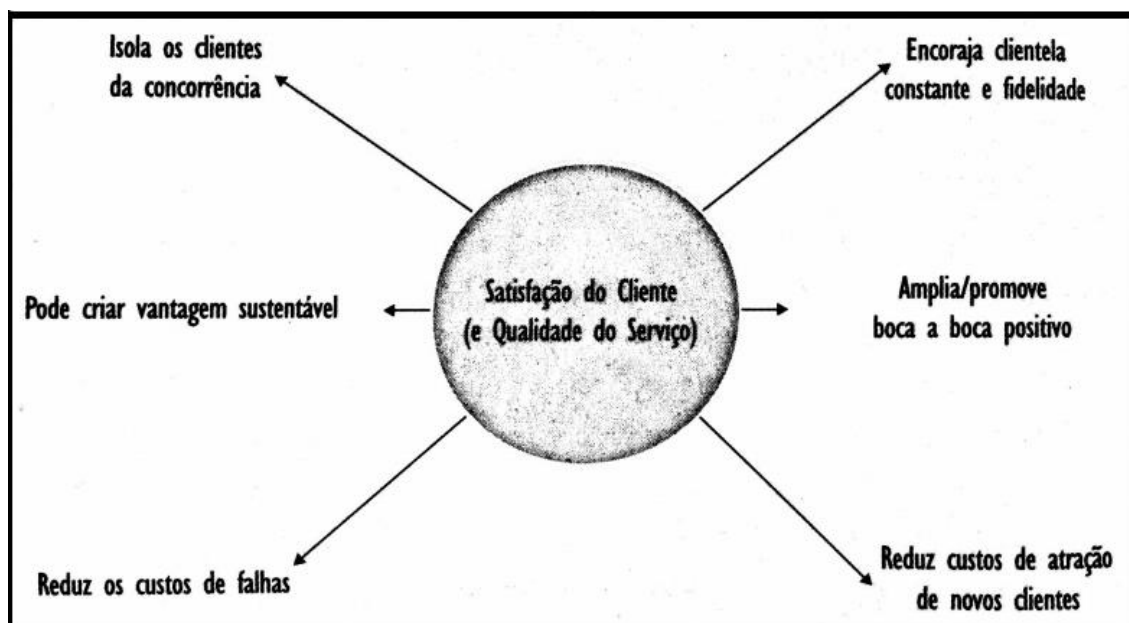 Isola os clientes
da concorrência
Encoraja clientela
constante e fidelidade
Pode criar vantagem sustentável
Satisfação do Cliente
(e Qualidade do Serviço)
Amplia/promove
boca a boca positivo
Reduz os custos de falhas
Reduz custos de atração
de novos clientes